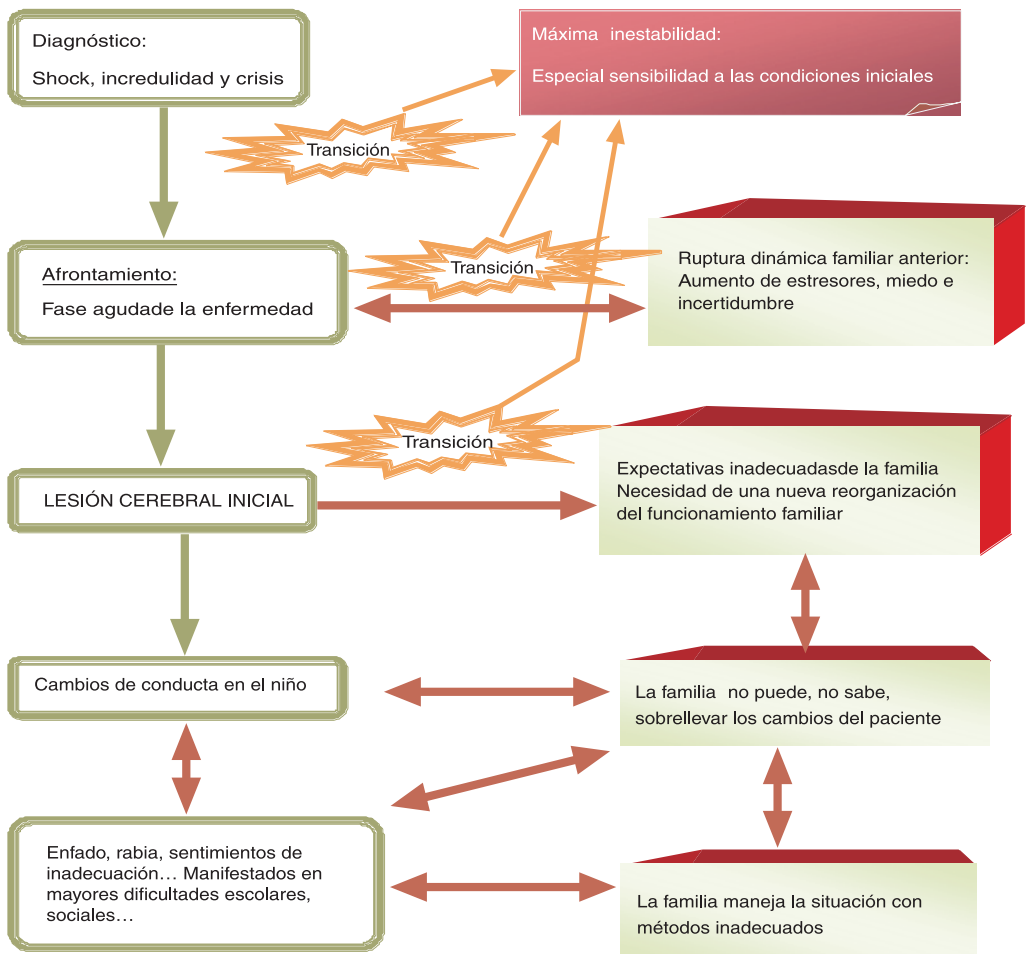 Diagnóstico:
Shock, incredulidad y crisis
Máxima inestabilidad:
Especial sensibilidad a las condiciones iniciales
Transición
Afrontamiento:
Fase agudade la enfermedad
Transición
Ruptura dinámica familiar anterior:
Aumento de estresores, miedo e
incertidumbre
Transición
LESIÓN CEREBRAL INICIAL
Expectativas inadecuadasde la familia
Necesidad de una nueva reorganización
del funcionamiento familiar
Cambios de conducta en el niño
La familia no puede, no sabe,
sobrellevar los cambios del paciente
Enfado, rabia, sentimientos de
inadecuación… Manifestados en
mayores dificultades escolares,
sociales…
La familia maneja la situación con
métodos inadecuados